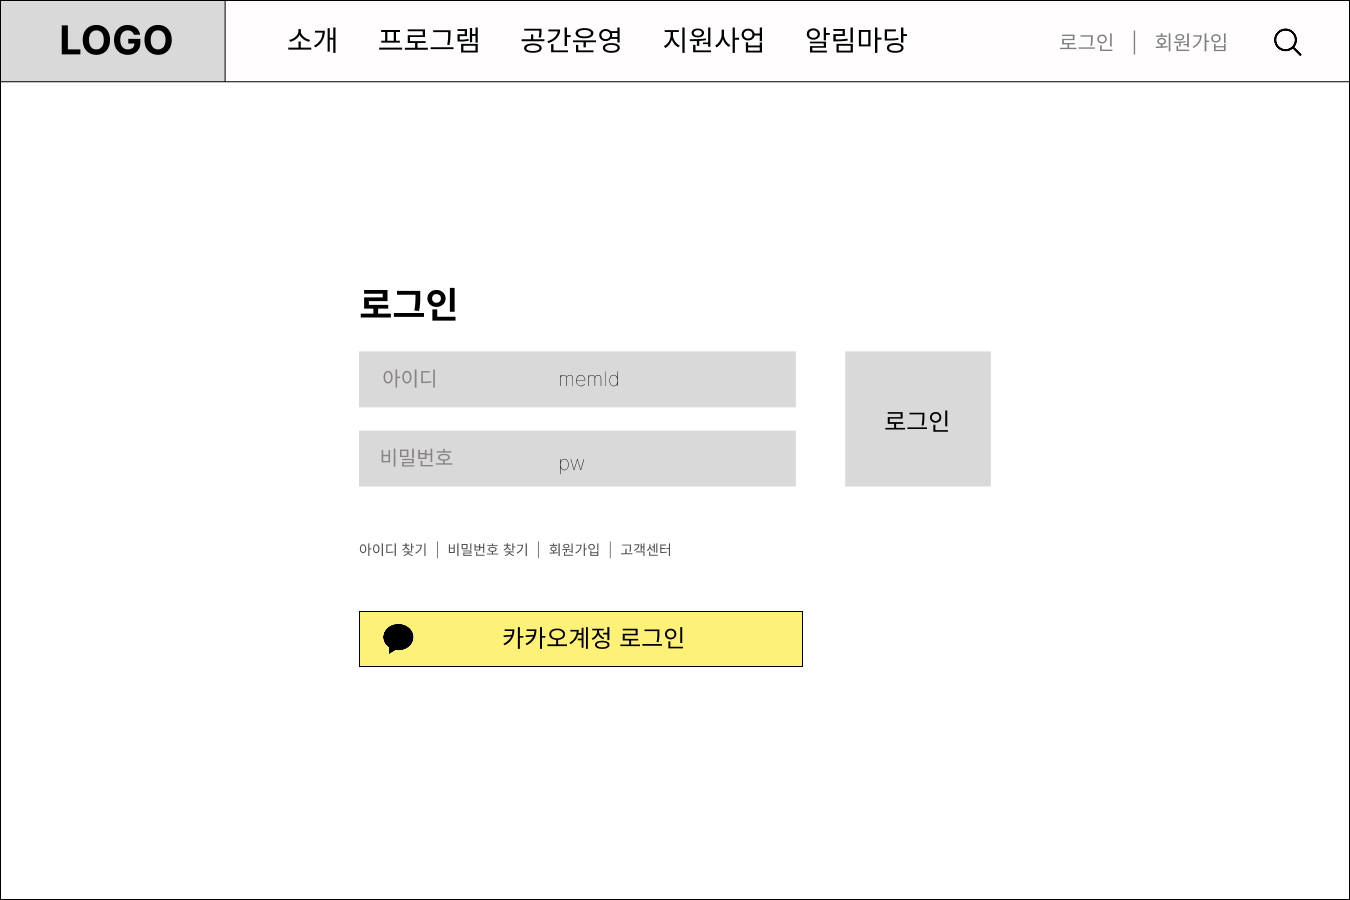 LOGO 소개 프로그램 공간운영 지원사업 알림마당 로그인 | 회원가입
로그인
아이디 memId
비밀번호 pw
로그인
아이디 찾기 | 비밀번호 찾기 | 회원가입 | 고객센터
카카오계정 로그인